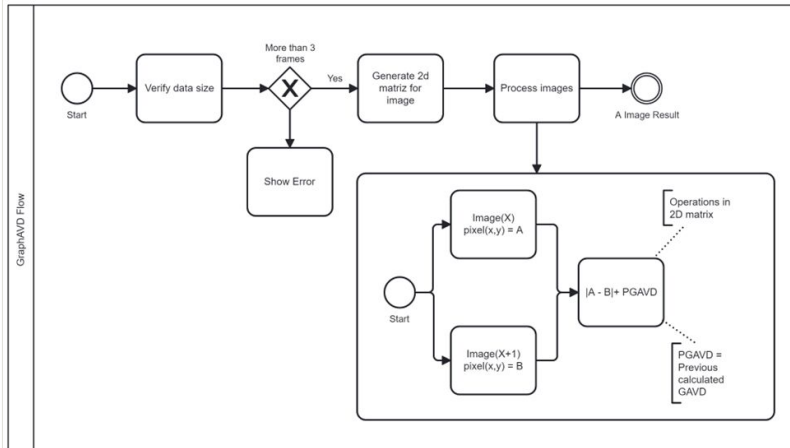 GraphAVD Flow
Start
Verify data size
More than 3
frames
X
Yes
Show Error
Generate 2d
matriz for
image
Process images
A Image Result
Start
Image(X)
pixel(x,y) = A
Image(X+1)
pixel(x,y) = B
|A - B|+ PGAVD
Operations in
2D matrix
PGAVD =
Previous
calculated
GAVD